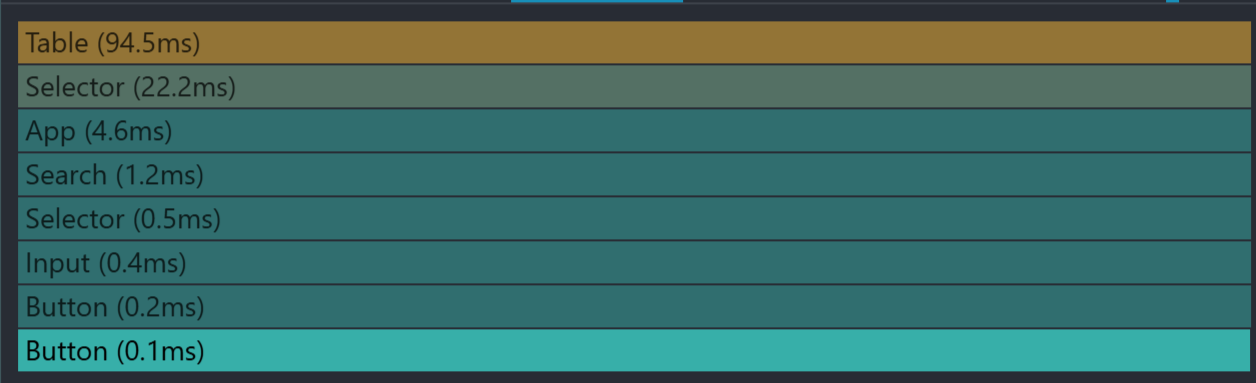 Table (94.5ms)
Selector (22.2ms)
App (4.6ms)
Search (1.2ms)
Selector (0.5ms)
Input (0.4ms)
Button (0.2ms)
Button (0.1ms)